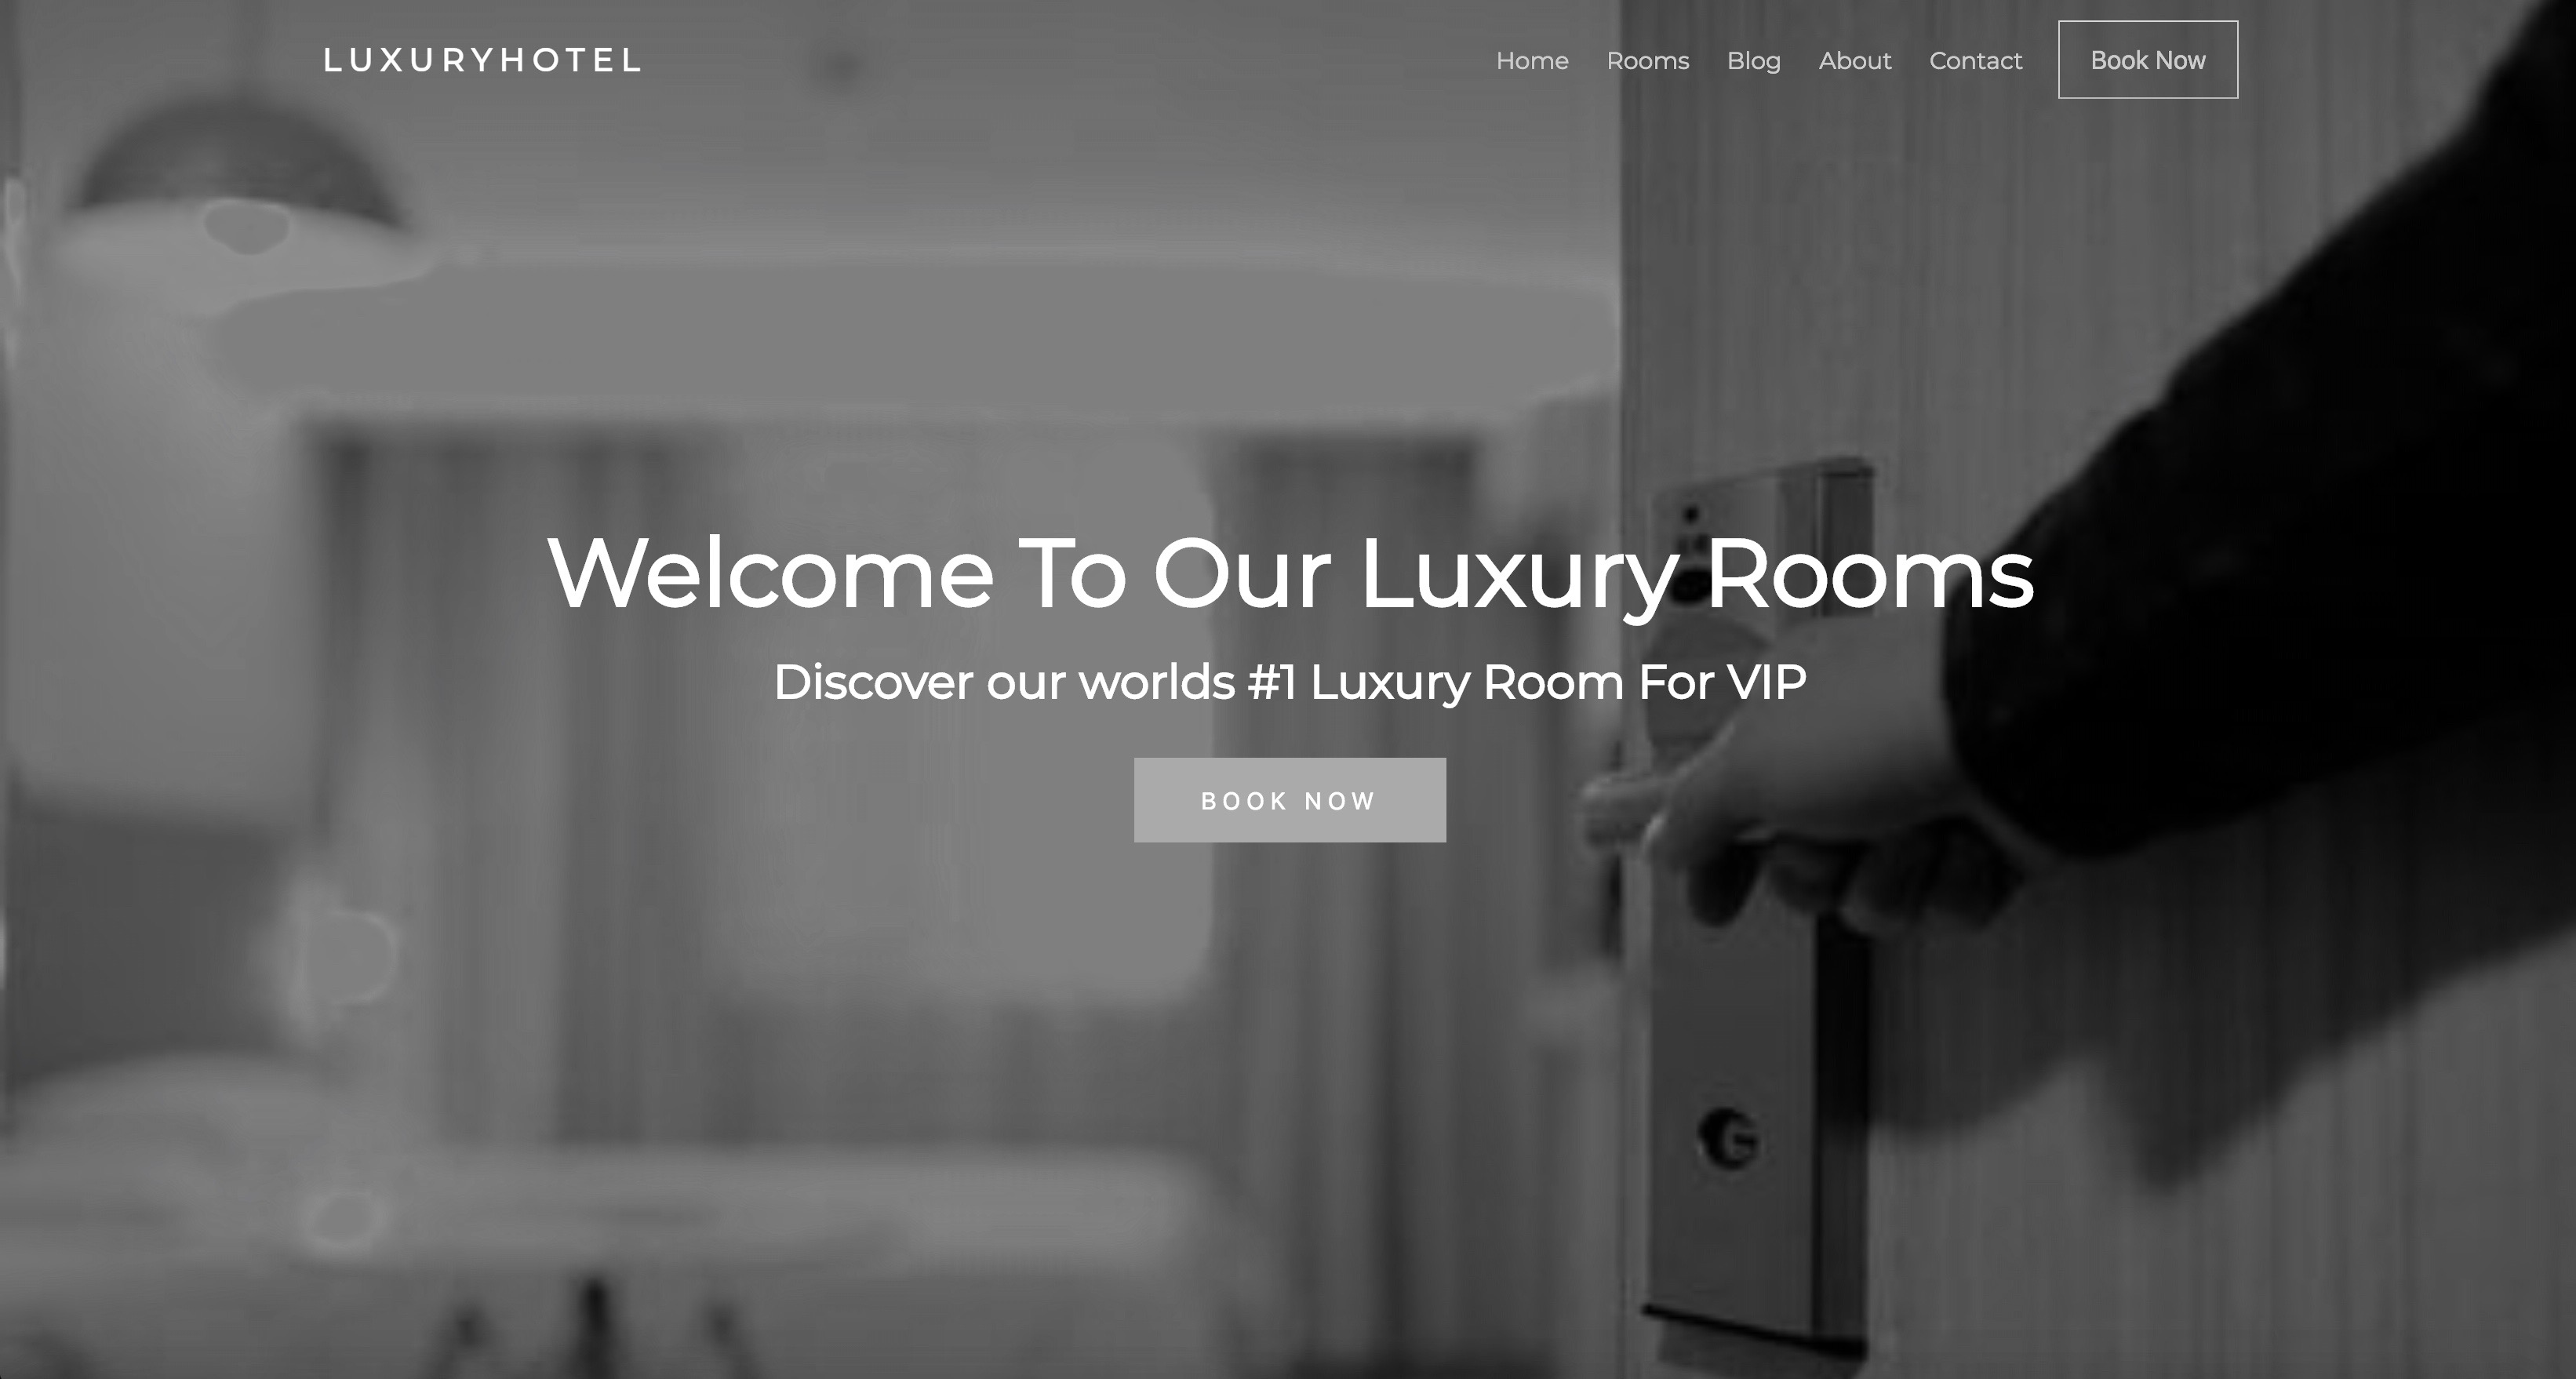 LUXURYHOTEL
Home Rooms Blog About Contact Book Now
Welcome To Our Luxury Rooms
Discover our worlds #1 Luxury Room For VIP
BOOK NOW
G